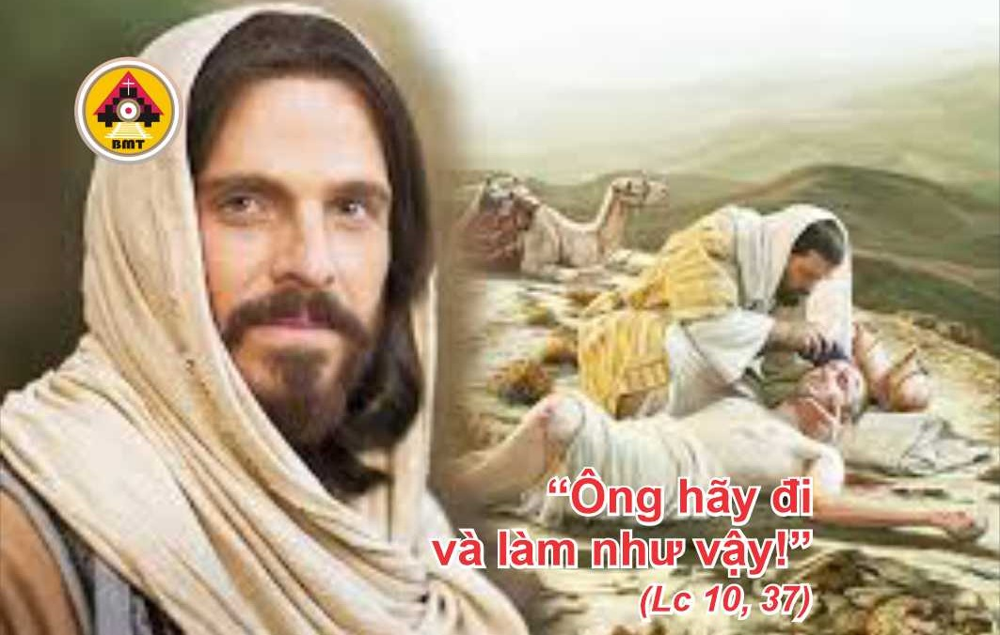 BMT
“Ông hãy đi
và làm như vậy!”
(Lc 10, 37)